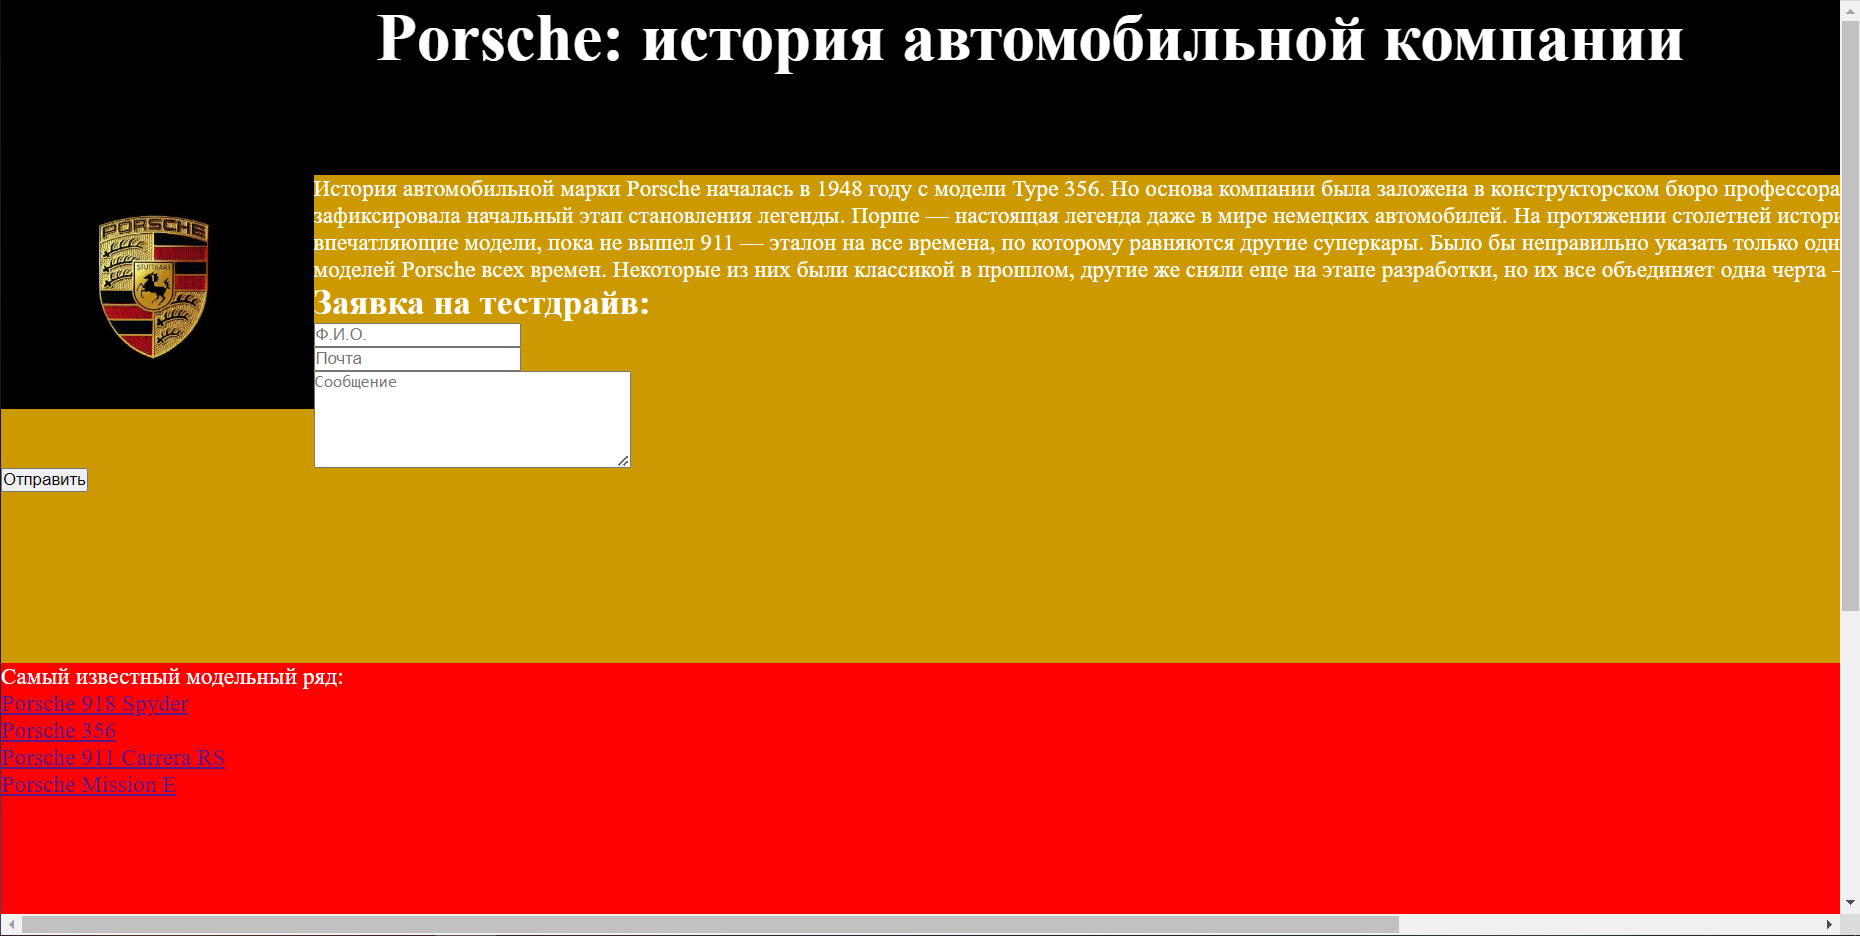 Porsche: история автомобильной компании
PORSCHE
STUTTGART
История автомобильной марки Porsche началась в 1948 году с модели Type 356. Но основа компании была заложена в конструкторском бюро профессора
зафиксировала начальный этап становления легенды. Порше — настоящая легенда даже в мире немецких автомобилей. На протяжении столетней истори
впечатляющие модели, пока не вышел 911 — эталон на все времена, по которому равняются другие суперкары. Было бы неправильно указать только одн
моделей Porsche всех времен. Некоторые из них были классикой в прошлом, другие же сняли еще на этапе разработки, но их все объединяет одна черта –
Заявка на тестдрайв:
Ф.И.О.
Почта
Сообщение
Отправить
Самый известный модельный ряд:
Porsche 918 Spyder
Porsche 356
Porsche 911 Carrera RS
Porsche Mission E